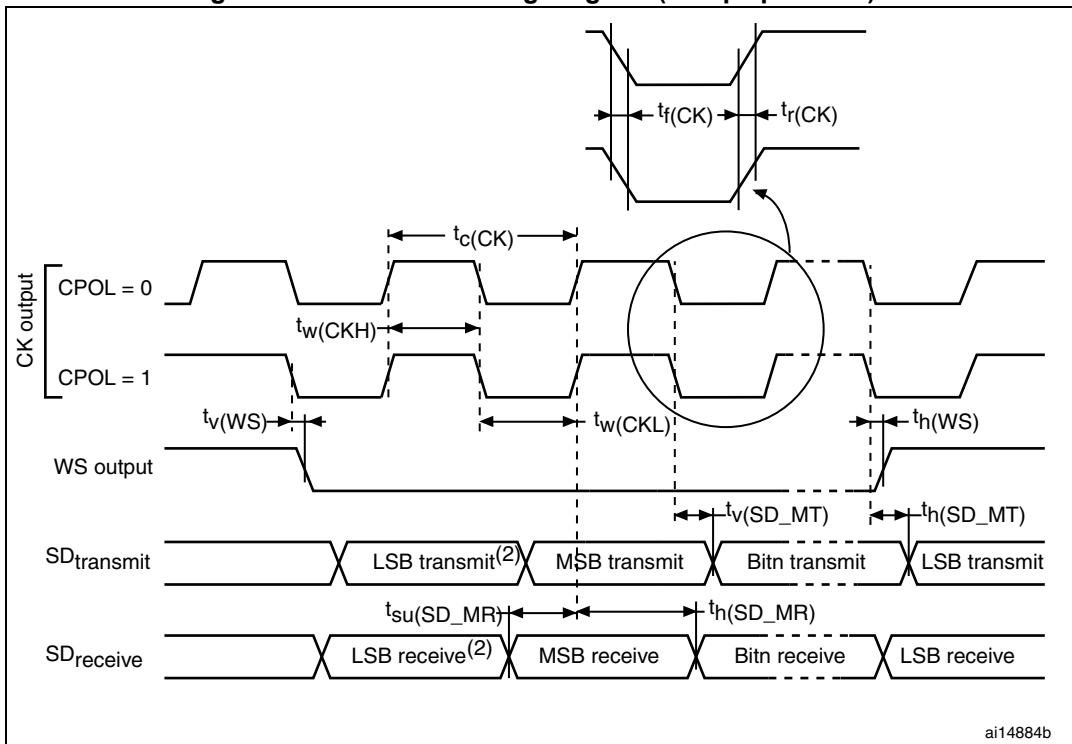 tf(CK)
tr(CK)
tc(CK)
CK output
CPOL = 0
tw(CKH)
CPOL = 1
tv(WS)
tw(CKL)
th(WS)
WS output
tv(SD_MT)
th(SD_MT)
SDtransmit
LSB transmit(2)
MSB transmit
Bitn transmit
LSB transmit
tsu(SD_MR)
th(SD_MR)
SDreceive
LSB receive(2)
MSB receive
Bitn receive
LSB receive
ai14884b